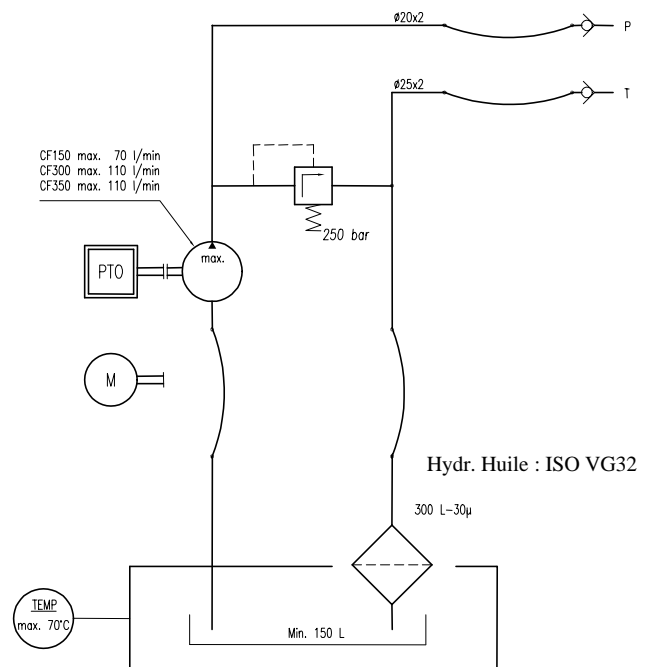 ø20x2
P
ø25x2
T
CF150 max. 70 l/min
CF300 max. 110 l/min
CF350 max. 110 l/min
250 bar
max.
PTO
M
Hydr. Huile : ISO VG32
300 L-30µ
TEMP
max. 70°C
Min. 150 L